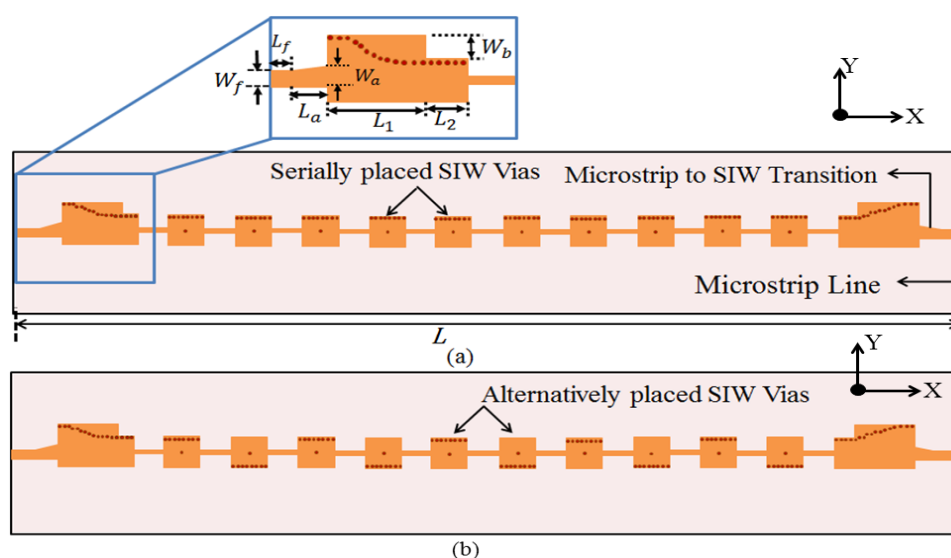 L_f
W_b
W_f
W_a
L_a
L_1
L_2
Y
X
Serially placed SIW Vias
Microstrip to SIW Transition
Microstrip Line
L
(a)
Y
X
Alternatively placed SIW Vias
(b)